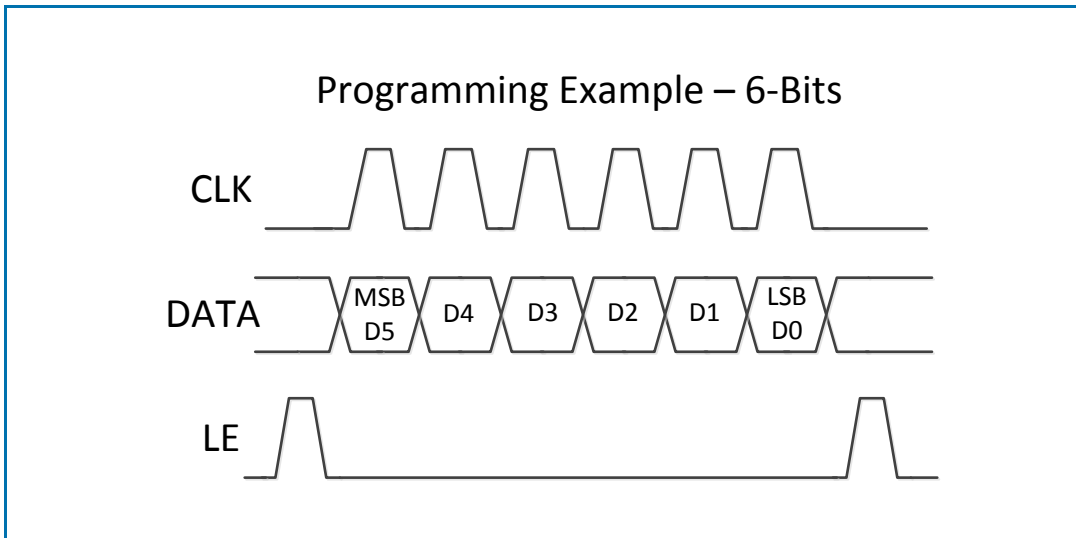 Programming Example – 6-Bits
CLK
DATA
MSB
D5
D4
D3
D2
D1
LSB
D0
LE